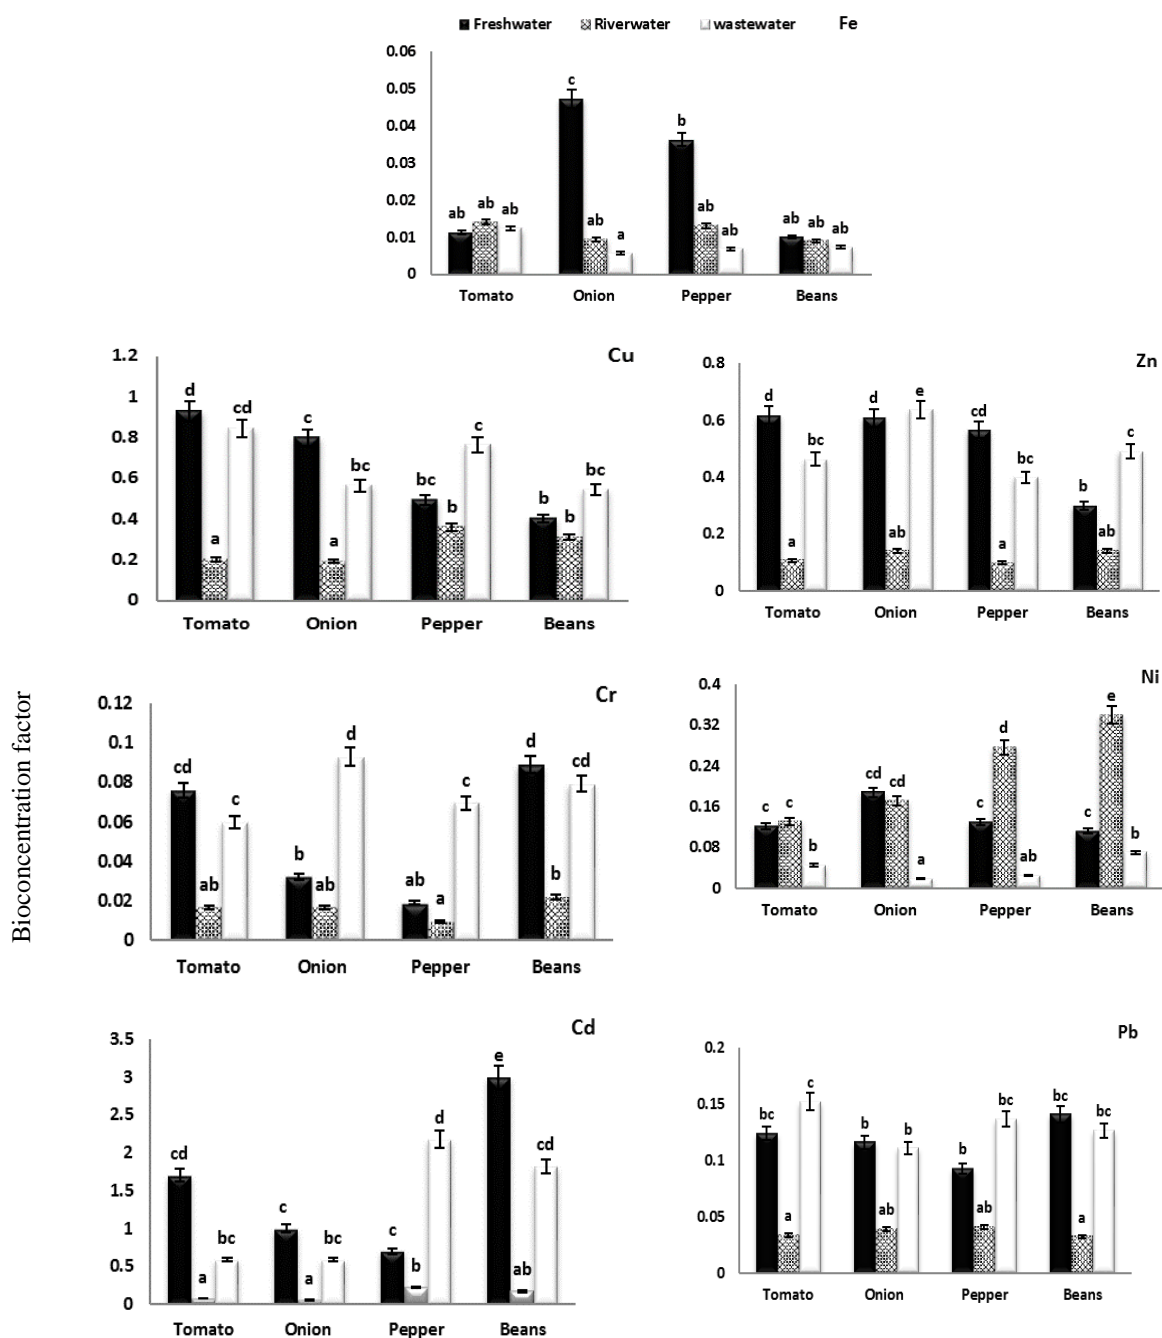 Freshwater Riverwater wastewater Fe
0.06
0.05
0.04
0.03
0.02
0.01
0
ab ab ab c ab a b ab ab ab ab ab
Tomato Onion Pepper Beans
Cu
1.2
1
0.8
0.6
0.4
0.2
0
d a cd c a bc bc b c b b bc
Tomato Onion Pepper Beans
Zn
0.8
0.6
0.4
0.2
0
d a bc d ab e cd a bc b ab c
Tomato Onion Pepper Beans
Bioconcentration factor
Cr
0.12
0.1
0.08
0.06
0.04
0.02
0
cd ab c b ab d ab a c d b cd
Tomato Onion Pepper Beans
Ni
0.4
0.32
0.24
0.16
0.08
0
c c b cd cd a c d ab c e b
Tomato Onion Pepper Beans
Cd
3.5
3
2.5
2
1.5
1
0.5
0
cd a bc c a bc c b d e ab cd
Tomato Onion Pepper Beans
Pb
0.2
0.15
0.1
0.05
0
bc a c b ab b b ab bc bc a bc
Tomato Onion Pepper Beans